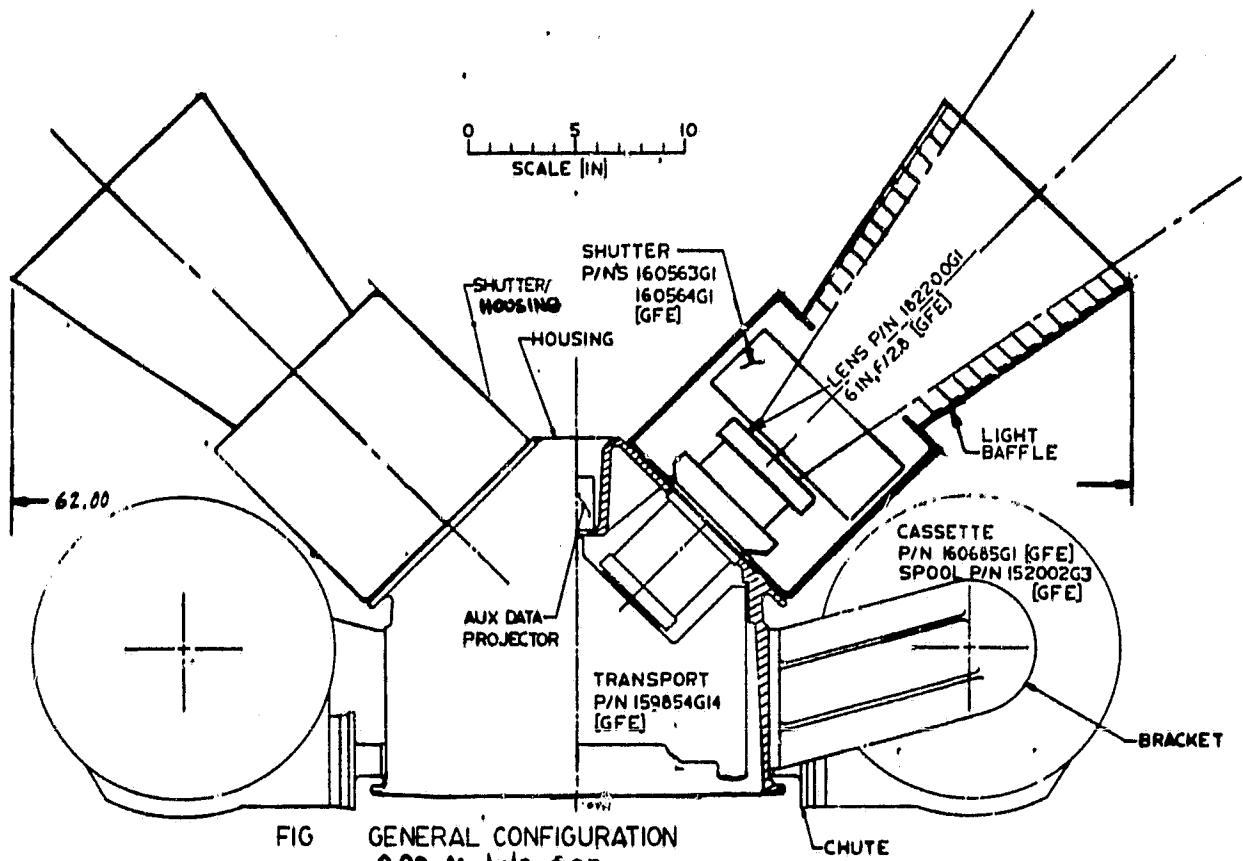 0 5 10
SCALE [IN]
SHUTTER
P/N'S 160563G1
160564G1
[GFE]
SHUTTER/
HOUSING
HOUSING
LENS P/N 182200G1
6 IN, F/2.8 [GFE]
LIGHT
BAFFLE
62.00
CASSETTE
P/N 160685G1 [GFE]
SPOOL P/N 152002G3
[GFE]
AUX DATA
PROJECTOR
TRANSPORT
P/N 159854G14
[GFE]
BRACKET
CHUTE
FIG GENERAL CONFIGURATION